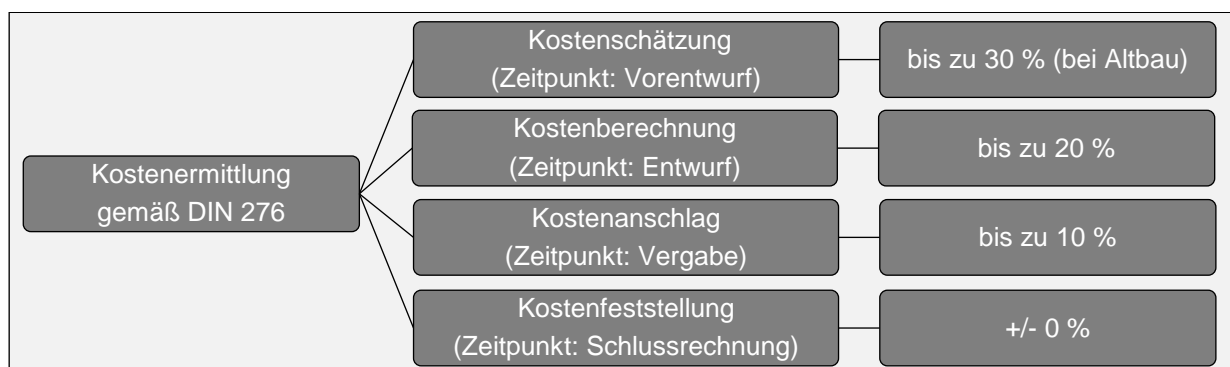 Kostenermittlung
gemäß DIN 276
Kostenschätzung
(Zeitpunkt: Vorentwurf)
bis zu 30 % (bei Altbau)
Kostenberechnung
(Zeitpunkt: Entwurf)
bis zu 20 %
Kostenanschlag
(Zeitpunkt: Vergabe)
bis zu 10 %
Kostenfeststellung
(Zeitpunkt: Schlussrechnung)
+/- 0 %